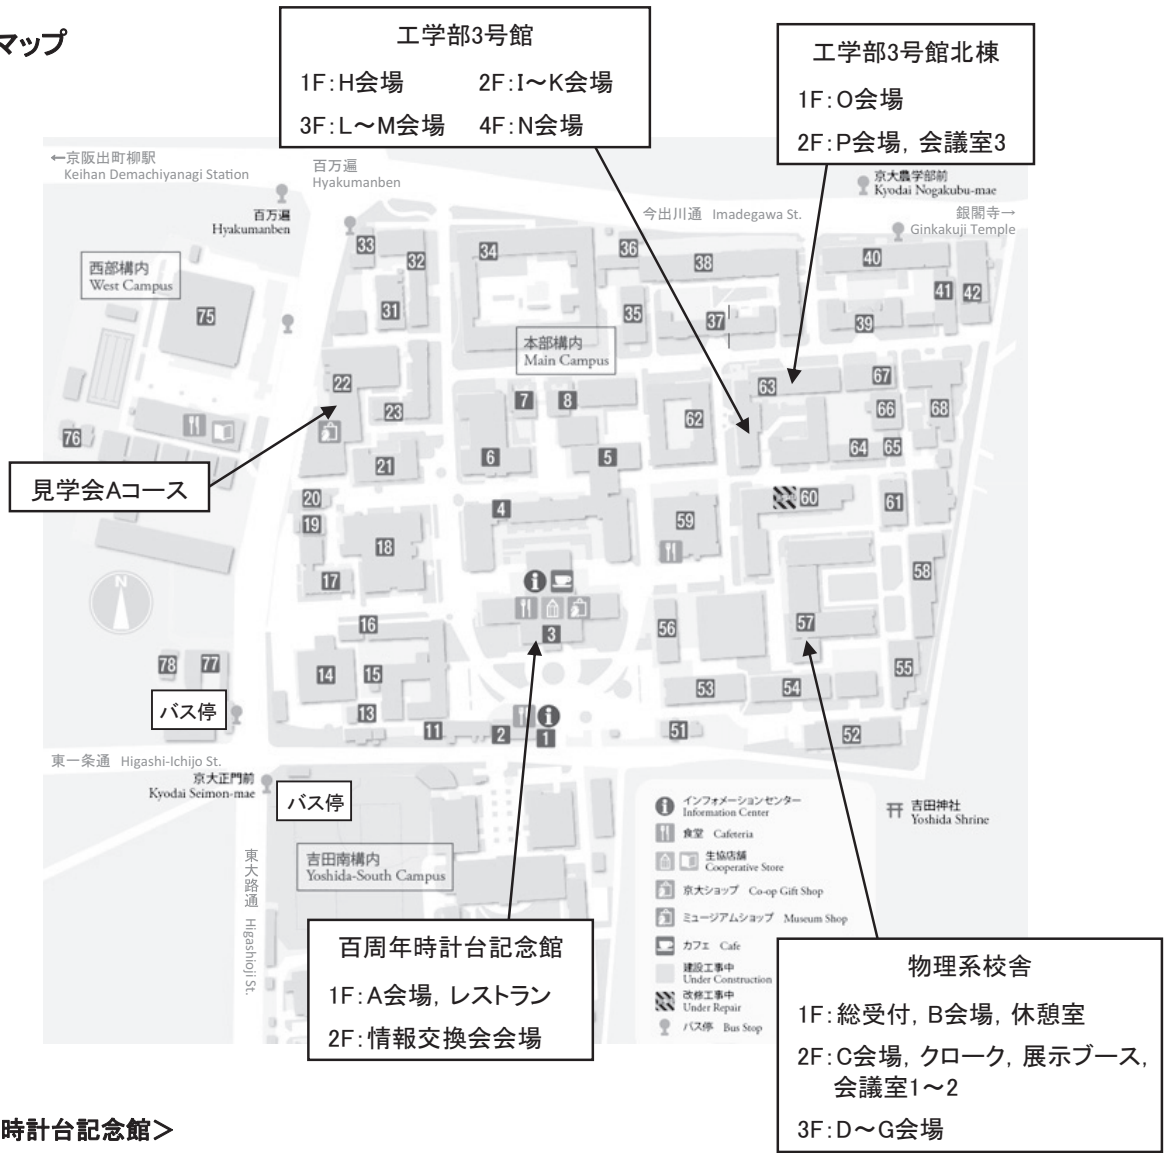 マップ
工学部3号館
1F:H会場 2F:I～K会場
3F:L～M会場 4F:N会場
工学部3号館北棟
1F:O会場
2F:P会場, 会議室3
←京阪出町柳駅
Keihan Demachiyanagi Station
百万遍
Hyakumanben
百万遍
Hyakumanben
京大農学部前
Kyodai Nogakubu-mae
今出川通 Imadegawa St.
銀閣寺→
Ginkakuji Temple
西部構内
West Campus
本部構内
Main Campus
33
32
34
36
38
40
41
42
31
35
37
39
75
22
23
7
8
62
63
67
66
68
76
21
6
5
64
65
見学会Aコース
20
19
18
4
59
60
61
17
58
N
16
3
56
57
78
77
14
15
53
54
55
バス停
13
11
2
1
51
52
東一条通 Higashi-Ichijo St.
京大正門前
Kyodai Seimon-mae
バス停
吉田南構内
Yoshida-South Campus
東大路通 Higashioji St.
インフォメーションセンター
Information Center
食堂 Cafeteria
生協店舗
Cooperative Store
京大ショップ Co-op Gift Shop
ミュージアムショップ Museum Shop
カフェ Cafe
建設工事中
Under Construction
改修工事中
Under Repair
バス停 Bus Stop
吉田神社
Yoshida Shrine
百周年時計台記念館
1F:A会場, レストラン
2F:情報交換会会場
物理系校舎
1F:総受付, B会場, 休憩室
2F:C会場, クローク, 展示ブース,
会議室1～2
3F:D～G会場
時計台記念館＞